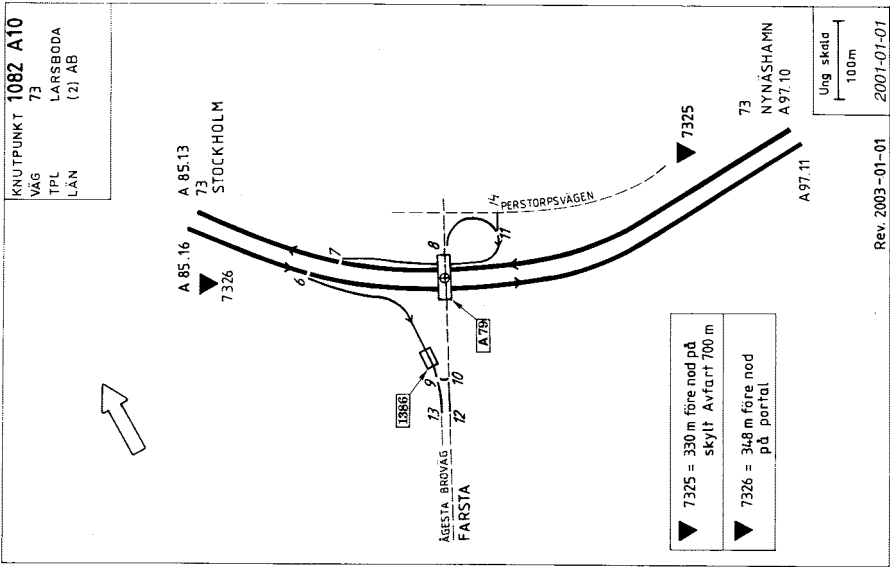 KNUTPUNKT 1082 A10
VÄG 73
TPL LARSBODA
LÄN (2) AB
A 85.13
73
STOCKHOLM
A 85.16
7326
7
6
8
14
11
PERSTORPSVÄGEN
7325
A 79
1386
9
10
13
12
ÅGESTA BROVÄG
FARSTA
73
NYNÄSHAMN
A 97.10
A 97.11
7325 = 330 m före nod på
skylt Avfart 700 m
7326 = 348 m före nod
på portal
Ung skala
100m
2001-01-01
Rev. 2003-01-01